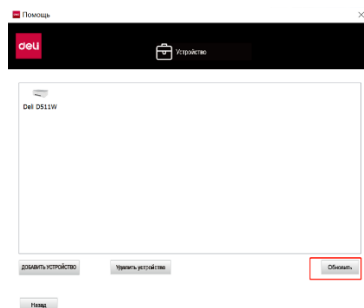 Помощь
deli
Устройство
Deli D511W
ДОБАВИТЬ УСТРОЙСТВО
Удалить устройство
Обновить
Назад